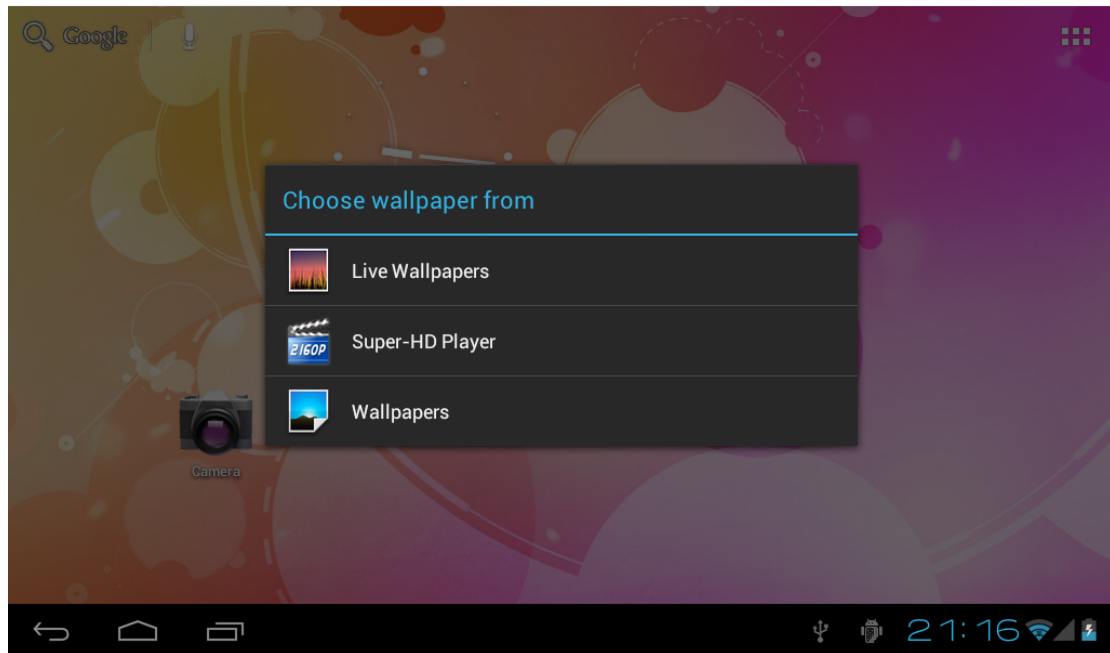 Google
Choose wallpaper from
Live Wallpapers
2160P
Super-HD Player
Wallpapers
Camera
21:16